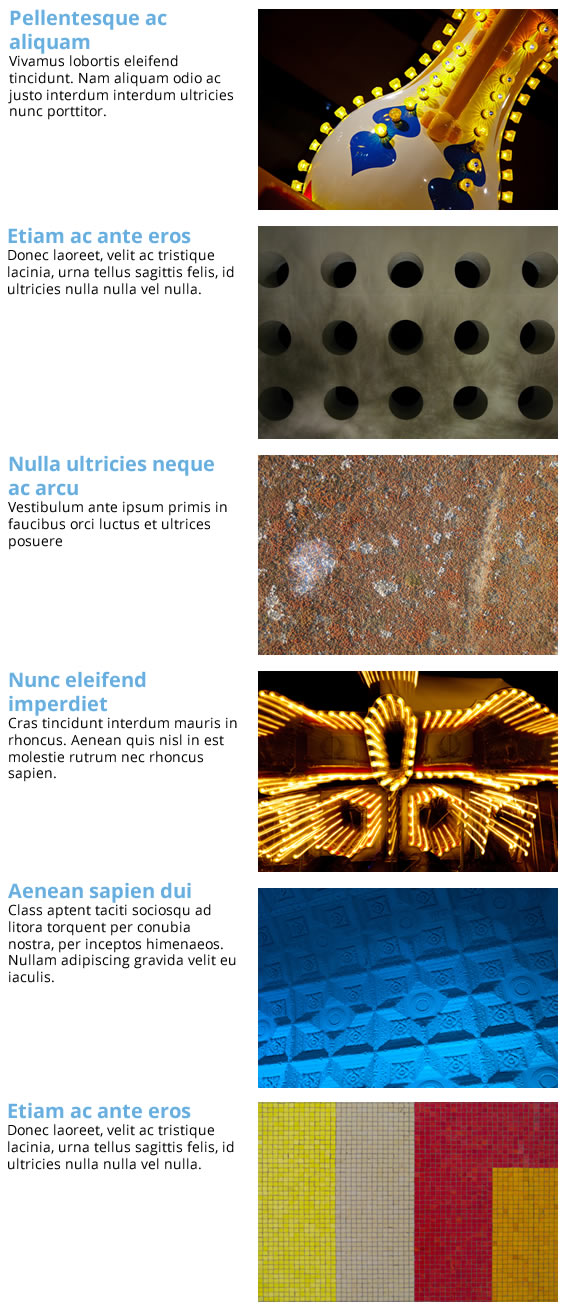 Pellentesque ac
aliquam
Vivamus lobortis eleifend
tincidunt. Nam aliquam odio ac
justo interdum interdum ultricies
nunc porttitor.
Etiam ac ante eros
Donec laoreet, velit ac tristique
lacinia, urna tellus sagittis felis, id
ultricies nulla nulla vel nulla.
Nulla ultricies neque
ac arcu
Vestibulum ante ipsum primis in
faucibus orci luctus et ultrices
posuere
Nunc eleifend
imperdiet
Cras tincidunt interdum mauris in
rhoncus. Aenean quis nisl in est
molestie rutrum nec rhoncus
sapien.
Aenean sapien dui
Class aptent taciti sociosqu ad
litora torquent per conubia
nostra, per inceptos himenaeos.
Nullam adipiscing gravida velit eu
iaculis.
Etiam ac ante eros
Donec laoreet, velit ac tristique
lacinia, urna tellus sagittis felis, id
ultricies nulla nulla vel nulla.